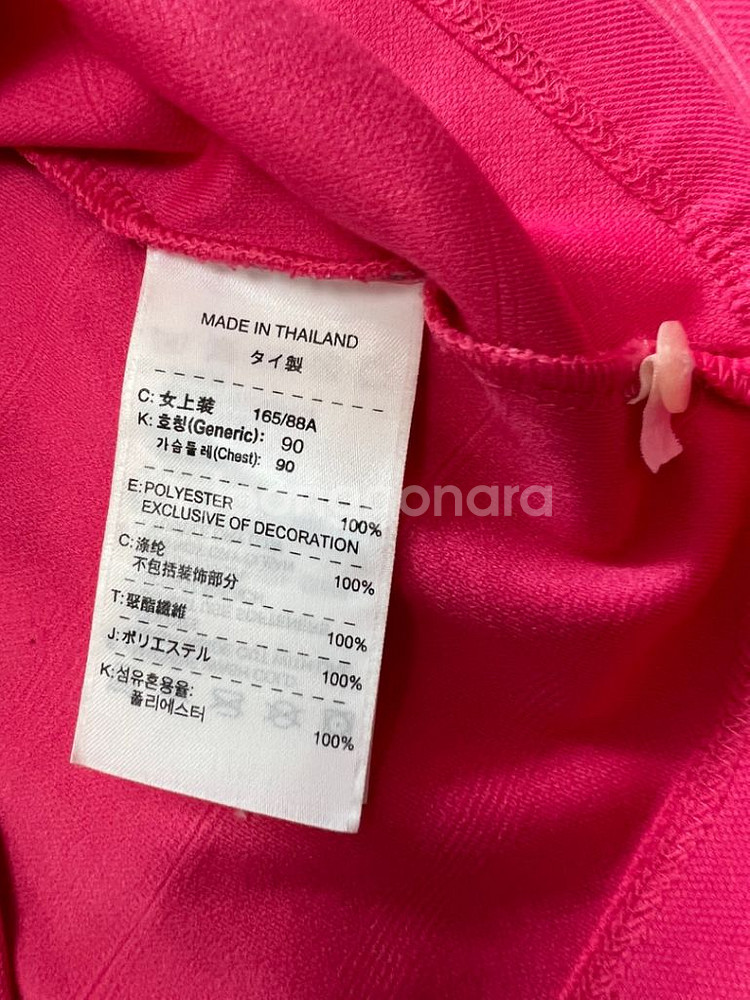 MADE IN THAILAND
タイ製
C: 女上装 165/88A
K: 호칭(Generic): 90
가슴둘레(Chest): 90
E: POLYESTER 100%
EXCLUSIVE OF DECORATION
C: 涤纶 100%
不包括装饰部分
T: 聚酯纖維 100%
J: ポリエステル 100%
K: 섬유혼용율:
폴리에스터 100%